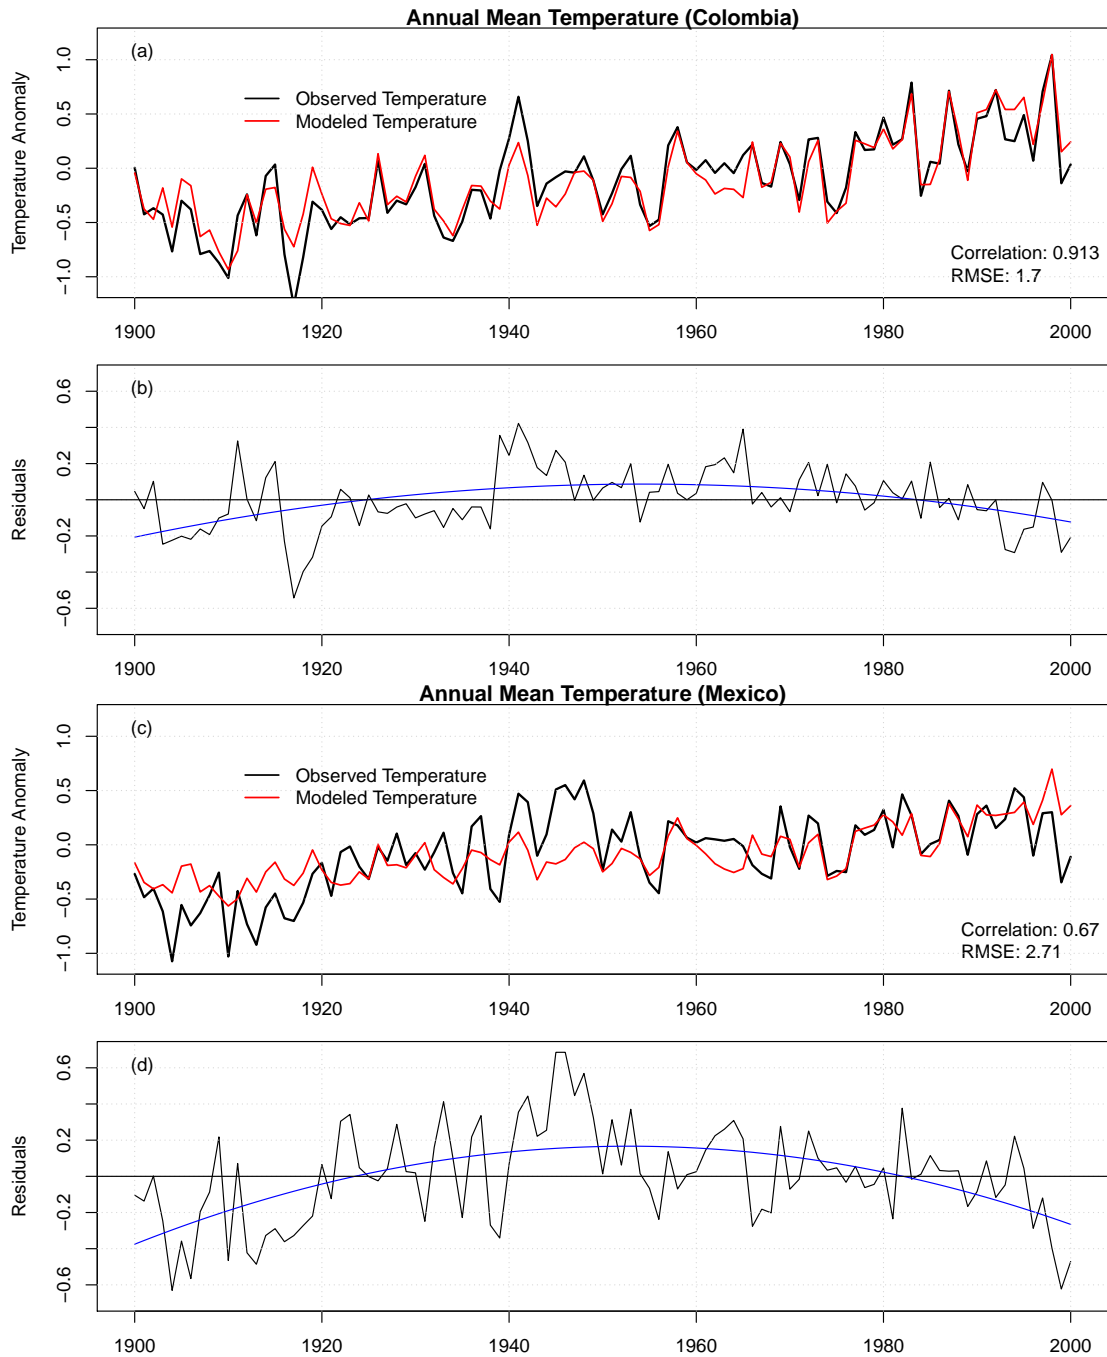 Annual Mean Temperature (Colombia)
(a)
Temperature Anomaly
1.0
0.5
0.0
−0.5
−1.0
Observed Temperature
Modeled Temperature
Correlation: 0.913
RMSE: 1.7
1900 1920 1940 1960 1980 2000
(b)
Residuals
0.6
0.2
−0.2
−0.6
1900 1920 1940 1960 1980 2000
Annual Mean Temperature (Mexico)
(c)
Temperature Anomaly
1.0
0.5
0.0
−0.5
−1.0
Observed Temperature
Modeled Temperature
Correlation: 0.67
RMSE: 2.71
1900 1920 1940 1960 1980 2000
(d)
Residuals
0.6
0.2
−0.2
−0.6
1900 1920 1940 1960 1980 2000